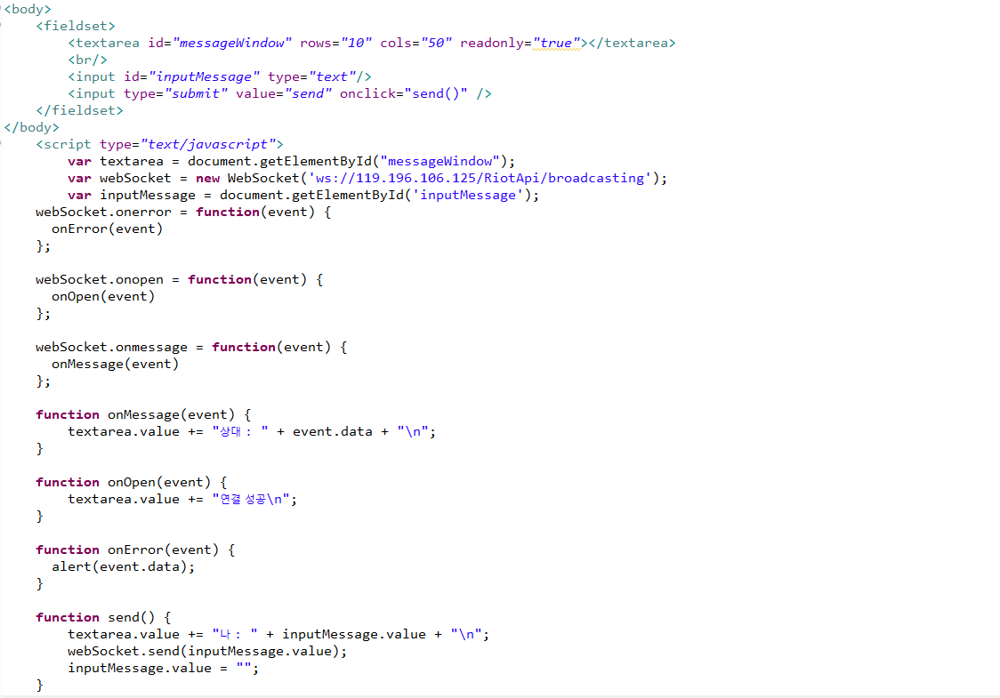 <body>
<fieldset>
<textarea id="messageWindow" rows="10" cols="50" readonly="true"></textarea>
<br/>
<input id="inputMessage" type="text"/>
<input type="submit" value="send" onclick="send()" />
</fieldset>
</body>
<script type="text/javascript">
var textarea = document.getElementById("messageWindow");
var webSocket = new WebSocket('ws://119.196.106.125/RiotApi/broadcasting');
var inputMessage = document.getElementById('inputMessage');
webSocket.onerror = function(event) {
onError(event)
};
webSocket.onopen = function(event) {
onOpen(event)
};
webSocket.onmessage = function(event) {
onMessage(event)
};
function onMessage(event) {
textarea.value += "상대 : " + event.data + "\n";
}
function onOpen(event) {
textarea.value += "연결 성공\n";
}
function onError(event) {
alert(event.data);
}
function send() {
textarea.value += "나 : " + inputMessage.value + "\n";
webSocket.send(inputMessage.value);
inputMessage.value = "";
}